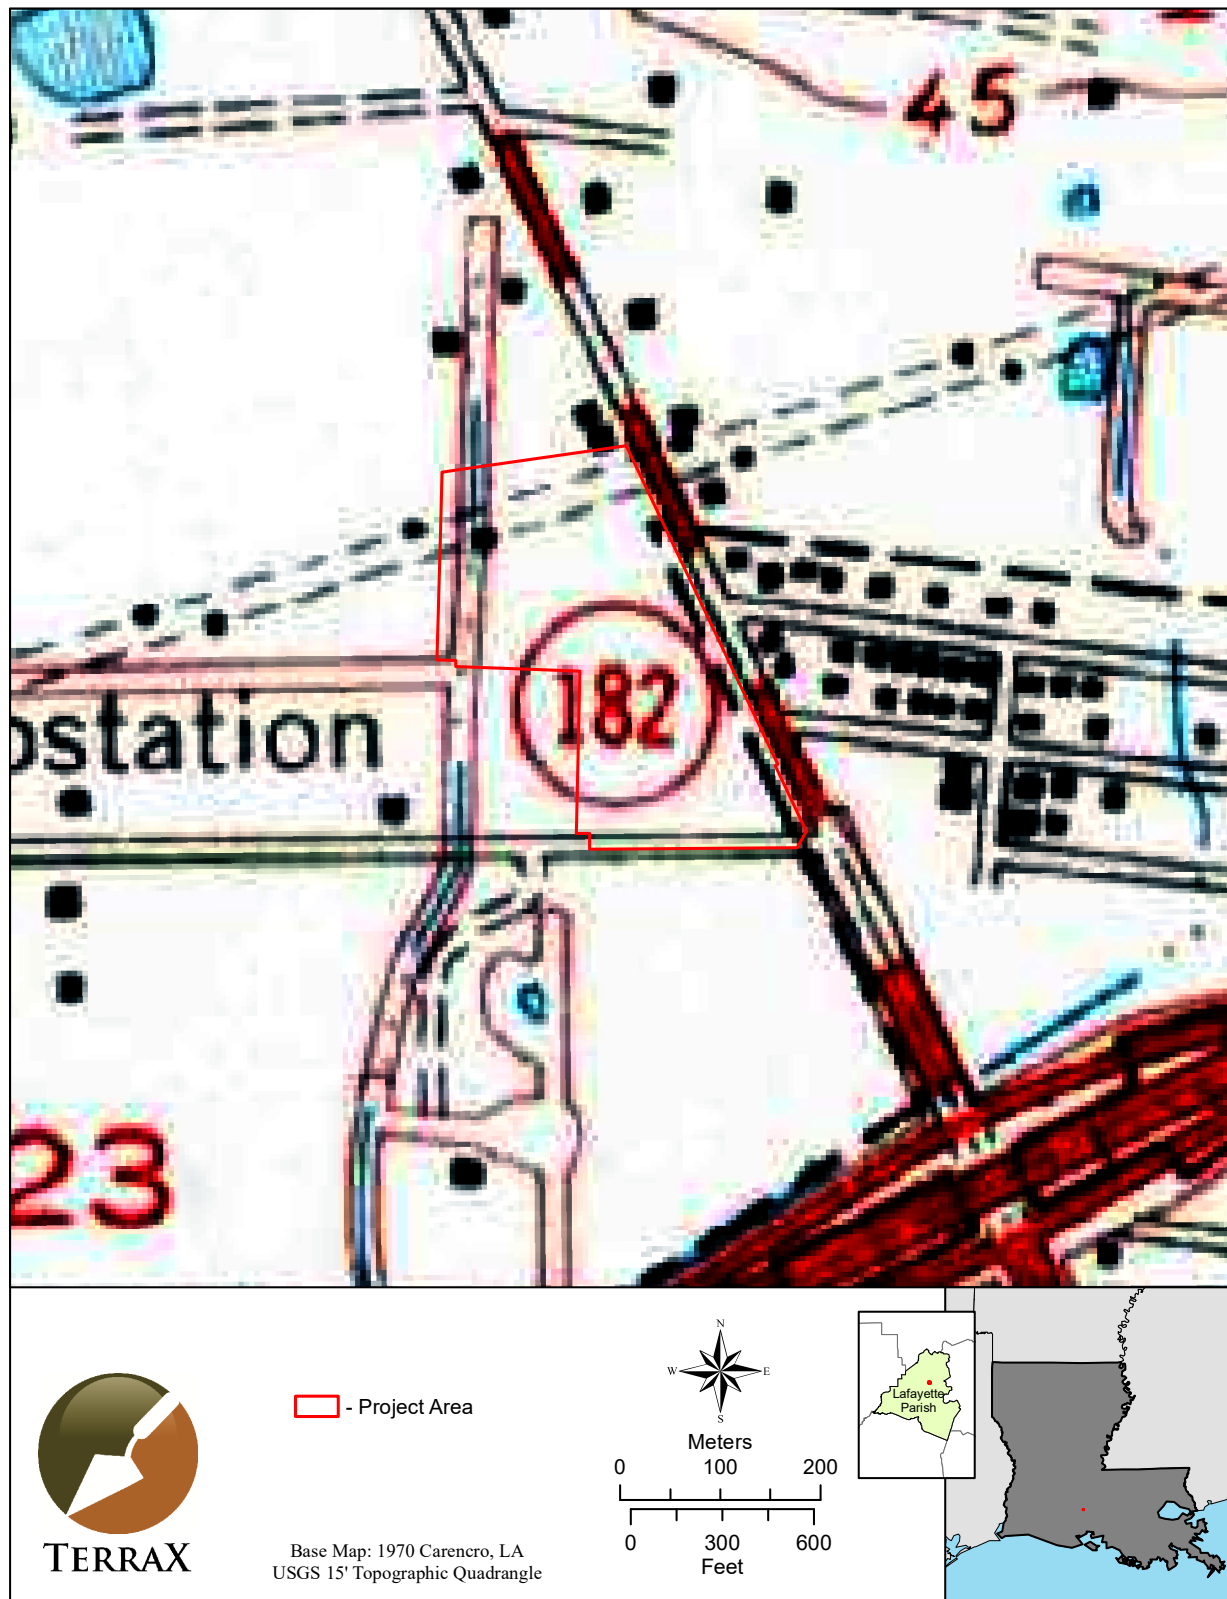 45
182
bstation
23
- Project Area
N
W E
S
Meters
0 100 200
0 300 600
Feet
Lafayette
Parish
TERRAX
Base Map: 1970 Carencro, LA
USGS 15' Topographic Quadrangle